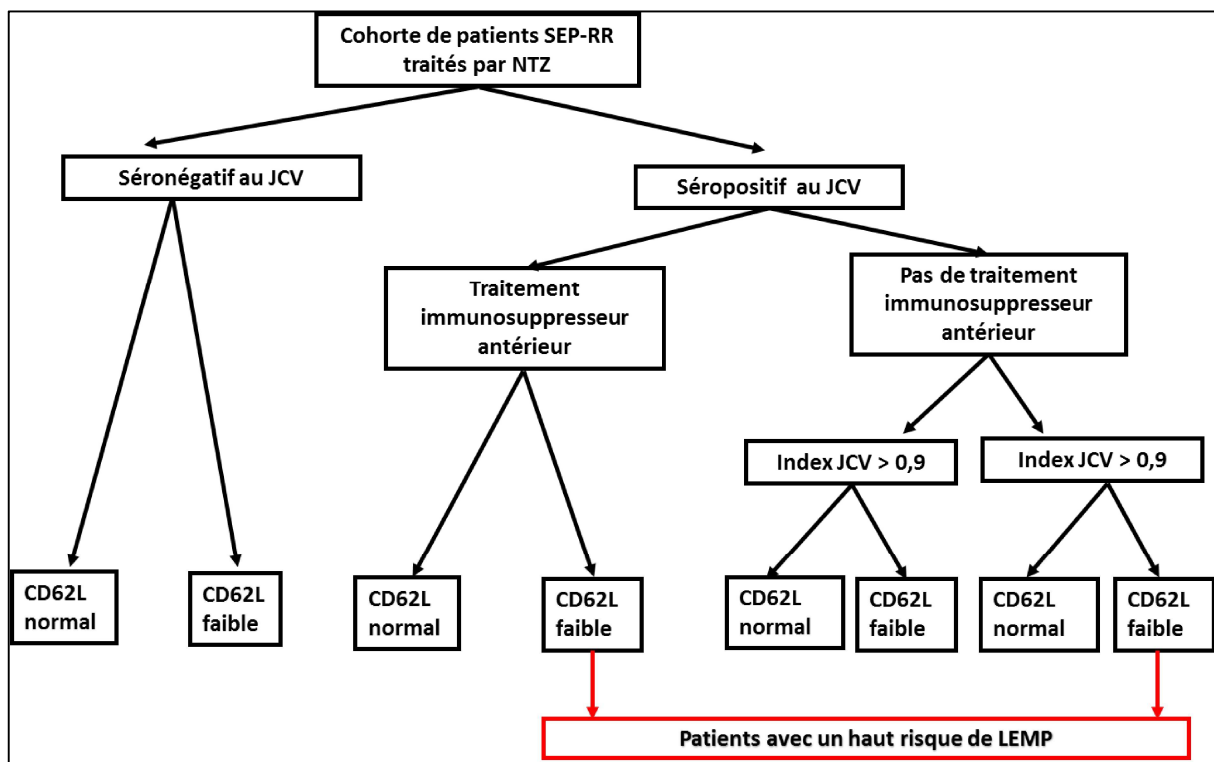 Cohorte de patients SEP-RR
traités par NTZ
Séronégatif au JCV
Séropositif au JCV
Traitement
immunosuppresseur
antérieur
Pas de traitement
immunosuppresseur
antérieur
Index JCV > 0,9
Index JCV > 0,9
CD62L
normal
CD62L
faible
CD62L
normal
CD62L
faible
CD62L
normal
CD62L
faible
CD62L
normal
CD62L
faible
Patients avec un haut risque de LEMP